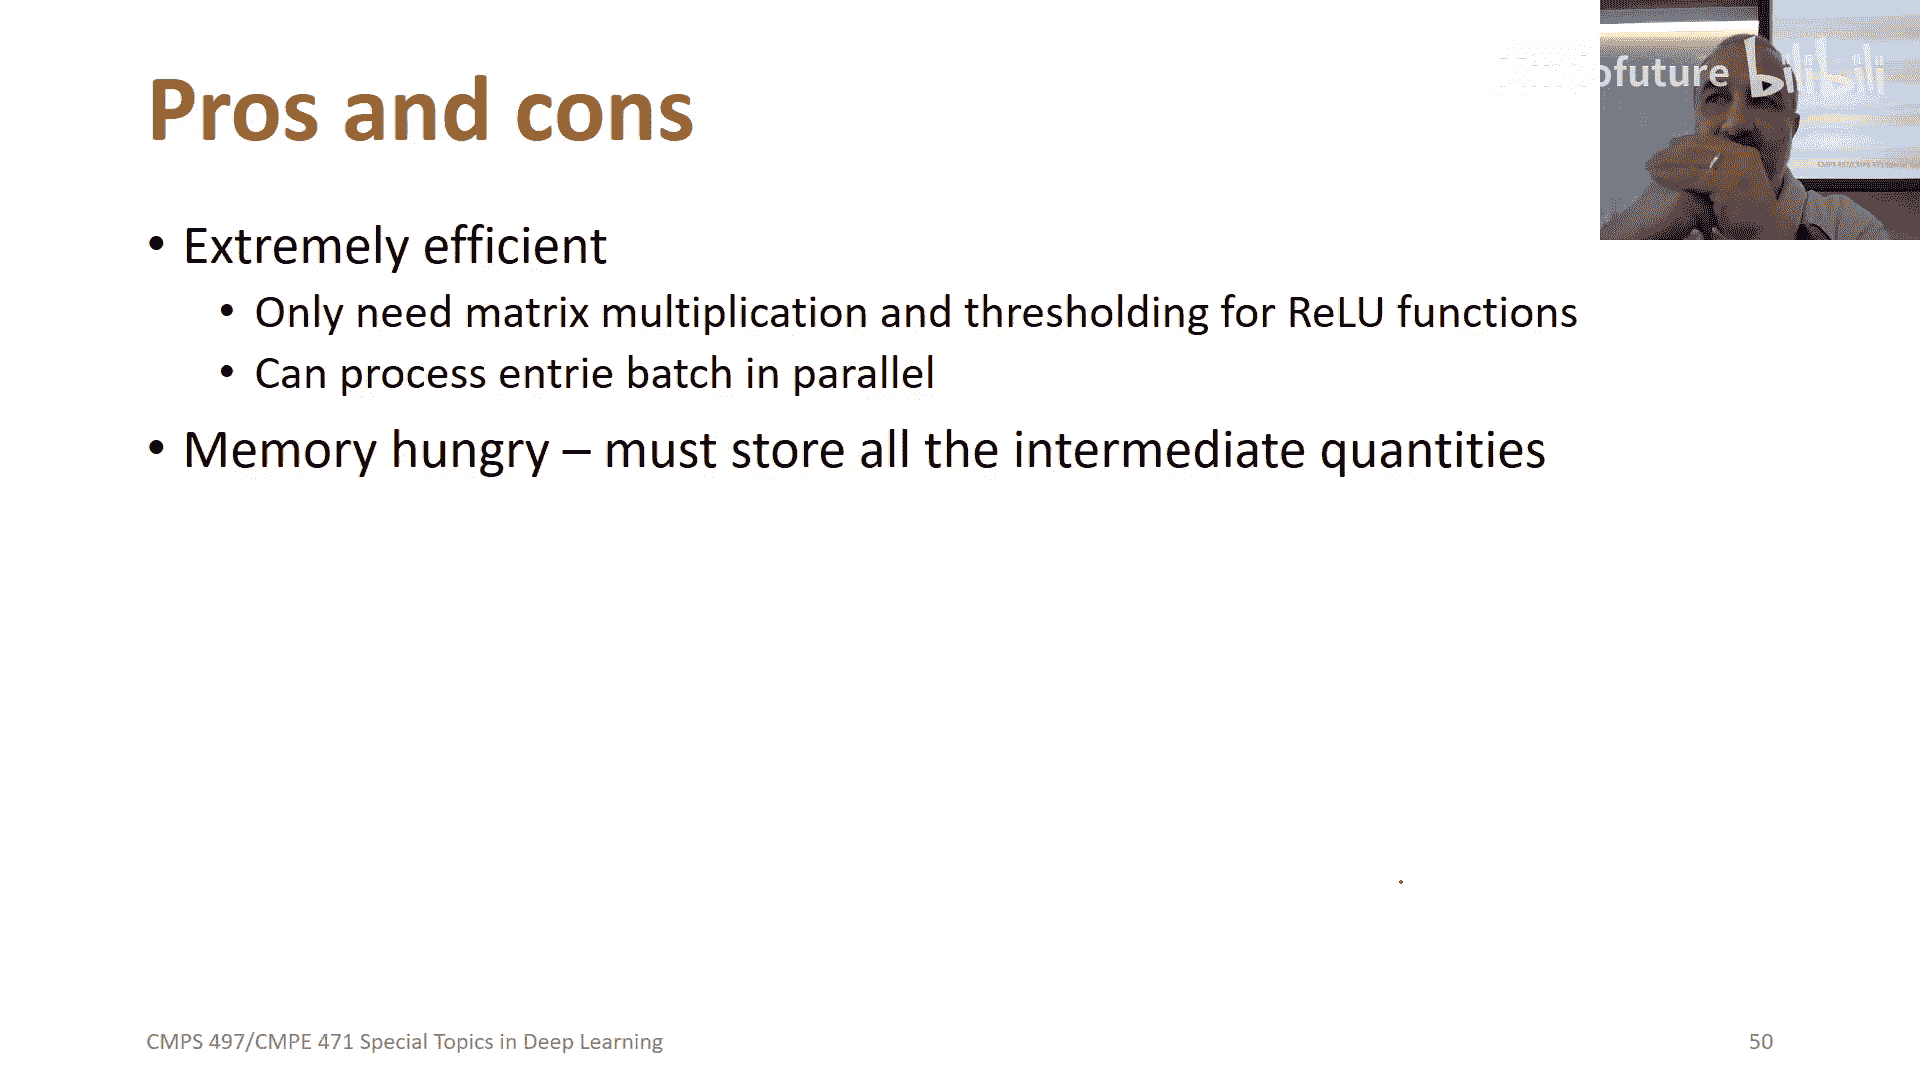 Pros and cons
ofuture bilibili
• Extremely efficient
• Only need matrix multiplication and thresholding for ReLU functions
• Can process entrie batch in parallel
• Memory hungry – must store all the intermediate quantities
CMPS 497/CMPE 471 Special Topics in Deep Learning
50